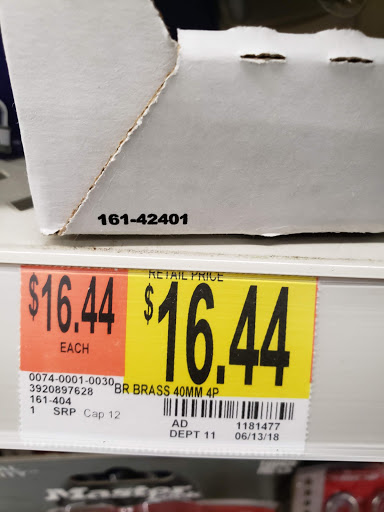 161-42401
RETAIL PRICE
$16.44
$16.44
EACH
0074-0001-0030
3920897628
BR BRASS 40MM 4P
161-404
1 SRP Cap 12
AD 1181477
DEPT 11 06/13/18
Master